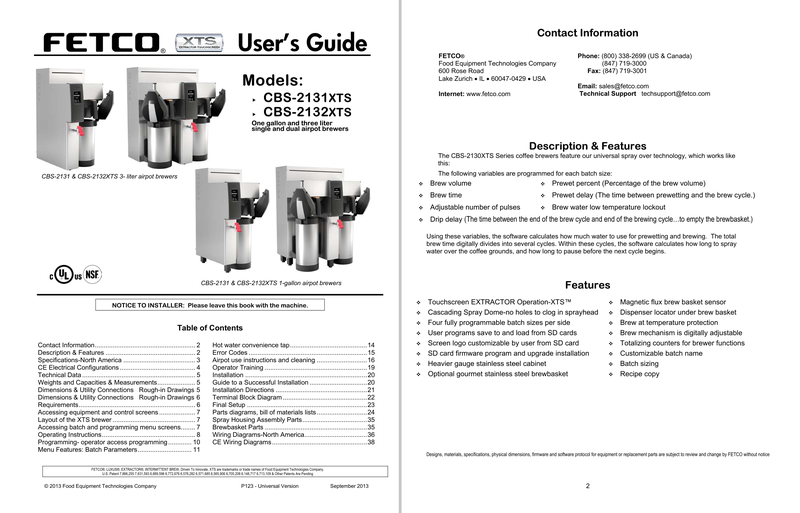 FETCO® XTS User's Guide
EXTRACTOR TOUCHSCREEN
Models:
CBS-2131XTS
CBS-2132XTS
One gallon and three liter
single and dual airpot brewers
CBS-2131 & CBS-2132XTS 3- liter airpot brewers
C UL US NSF
CBS-2131 & CBS-2132XTS 1-gallon airpot brewers
NOTICE TO INSTALLER: Please leave this book with the machine.
Table of Contents
Contact Information 2
Description & Features 2
Specifications-North America 3
CE Electrical Configurations 4
Technical Data 5
Weights and Capacities & Measurements 5
Dimensions & Utility Connections Rough-in Drawings 5
Dimensions & Utility Connections Rough-in Drawings 6
Requirements 6
Accessing equipment and control screens 7
Layout of the XTS brewer 7
Accessing batch and programming menu screens 7
Operating Instructions 8
Programming- operator access programming 10
Menu Features: Batch Parameters 11
Hot water convenience tap 14
Error Codes 15
Airpot use instructions and cleaning 16
Operator Training 19
Installation 20
Guide to a Successful Installation 20
Installation Directions 21
Terminal Block Diagram 22
Final Setup 23
Parts diagrams, bill of materials lists 24
Spray Housing Assembly Parts 35
Brewbasket Parts 35
Wiring Diagrams-North America 36
CE Wiring Diagrams 38
© 2013 Food Equipment Technologies Company P123 - Universal Version September 2013
Contact Information
FETCO®
Food Equipment Technologies Company
600 Rose Road
Lake Zurich • IL • 60047-0429 • USA
Internet: www.fetco.com
Phone: (800) 338-2699 (US & Canada)
(847) 719-3000
Fax: (847) 719-3001
Email: sales@fetco.com
Technical Support techsupport@fetco.com
Description & Features
The CBS-2130XTS Series coffee brewers feature our universal spray over technology, which works like
this:
The following variables are programmed for each batch size:
Brew volume
Prewet percent (Percentage of the brew volume)
Brew time
Prewet delay (The time between prewetting and the brew cycle.)
Adjustable number of pulses
Brew water low temperature lockout
Drip delay (The time between the end of the brew cycle and end of the brewing cycle…to empty the brewbasket.)
Using these variables, the software calculates how much water to use for prewetting and brewing. The total
brew time digitally divides into several cycles. Within these cycles, the software calculates how long to spray
water over the coffee grounds, and how long to pause before the next cycle begins.
Features
Touchscreen EXTRACTOR Operation-XTS™
Cascading Spray Dome-no holes to clog in sprayhead
Four fully programmable batch sizes per side
User programs save to and load from SD cards
Screen logo customizable by user from SD card
SD card firmware program and upgrade installation
Heavier gauge stainless steel cabinet
Optional gourmet stainless steel brewbasket
Magnetic flux brew basket sensor
Dispenser locator under brew basket
Brew at temperature protection
Brew mechanism is digitally adjustable
Totalizing counters for brewer functions
Customizable batch name
Batch sizing
Recipe copy
Designs, materials, specifications, physical dimensions, firmware and software protocol for equipment or replacement parts are subject to review and change by FETCO without notice
2